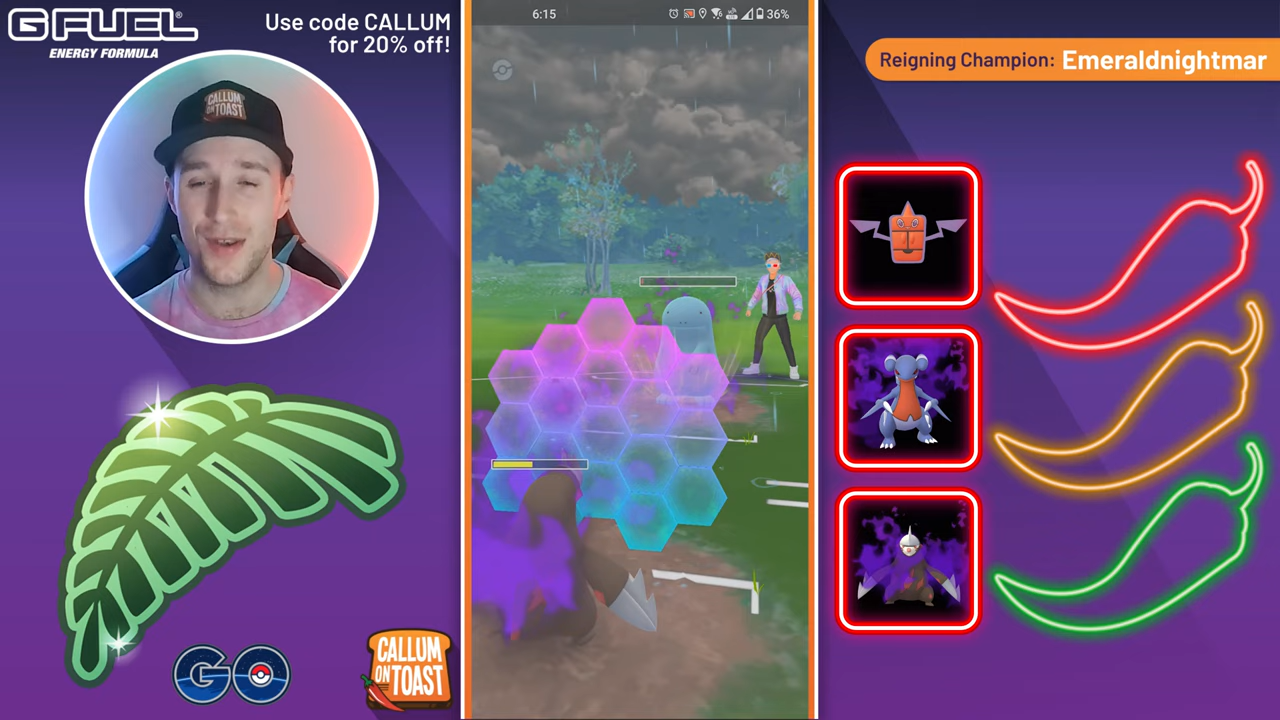 GFUEL®
ENERGY FORMULA
Use code CALLUM
for 20% off!
CALLUM
ON
TOAST
GO
CALLUM
ON
TOAST
6:15
36%
Reigning Champion: Emeraldnightmar